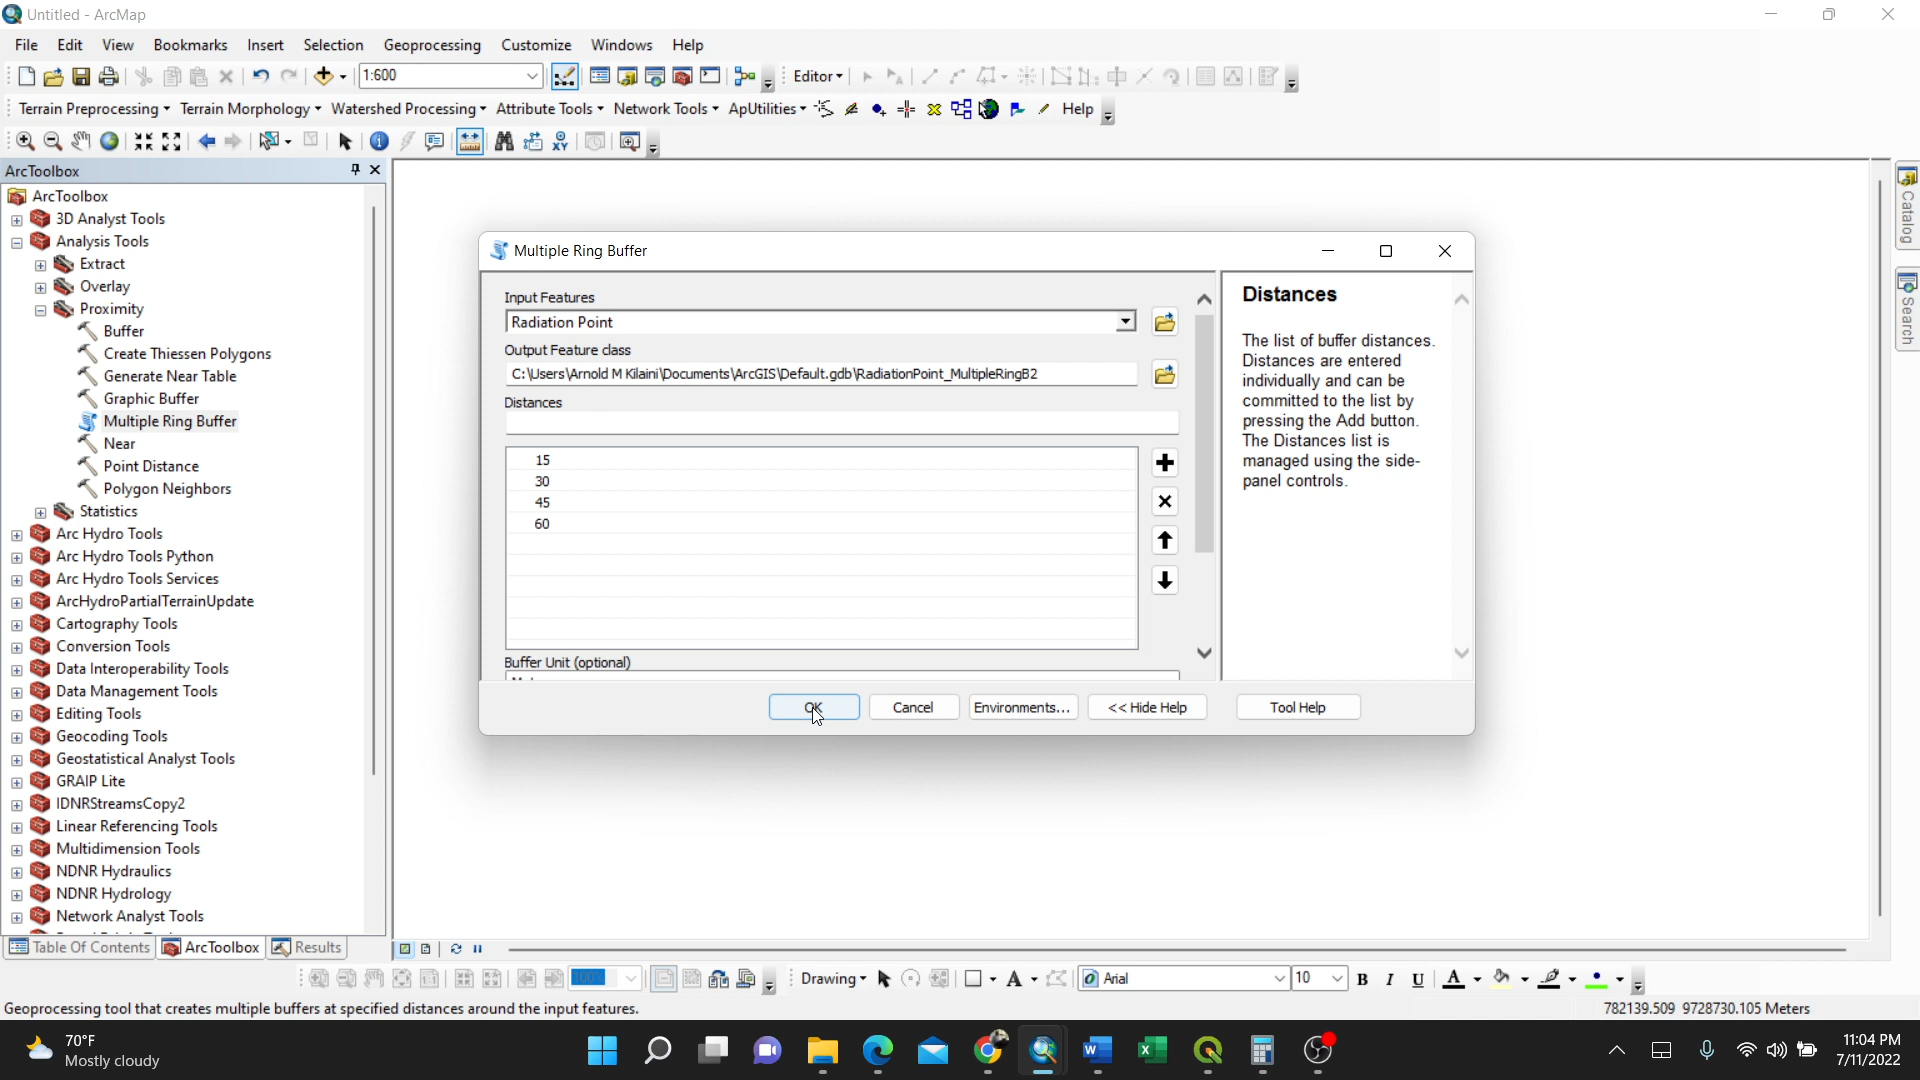 Untitled - ArcMap
File Edit View Bookmarks Insert Selection Geoprocessing Customize Windows Help
1:600 Editor
Terrain Preprocessing Terrain Morphology Watershed Processing Attribute Tools Network Tools ApUtilities Help
ArcToolbox
ArcToolbox
3D Analyst Tools
Analysis Tools
Extract
Overlay
Proximity
Buffer
Create Thiessen Polygons
Generate Near Table
Graphic Buffer
Multiple Ring Buffer
Near
Point Distance
Polygon Neighbors
Statistics
Arc Hydro Tools
Arc Hydro Tools Python
Arc Hydro Tools Services
ArcHydroPartialTerrainUpdate
Cartography Tools
Conversion Tools
Data Interoperability Tools
Data Management Tools
Editing Tools
Geocoding Tools
Geostatistical Analyst Tools
GRAIP Lite
IDNRStreamsCopy2
Linear Referencing Tools
Multidimension Tools
NDNR Hydraulics
NDNR Hydrology
Network Analyst Tools
Table Of Contents ArcToolbox Results
Multiple Ring Buffer
Input Features
Radiation Point
Output Feature class
C:\Users\Arnold M Kilaini\Documents\ArcGIS\Default.gdb\RadiationPoint_MultipleRingB2
Distances
15
30
45
60
Buffer Unit (optional)
OK Cancel Environments... << Hide Help Tool Help
Distances
The list of buffer distances.
Distances are entered
individually and can be
committed to the list by
pressing the Add button.
The Distances list is
managed using the side-
panel controls.
Catalog
Search
100% Drawing A Arial 10 B I U A
Geoprocessing tool that creates multiple buffers at specified distances around the input features.
782139.509 9728730.105 Meters
70°F
Mostly cloudy
11:04 PM
7/11/2022